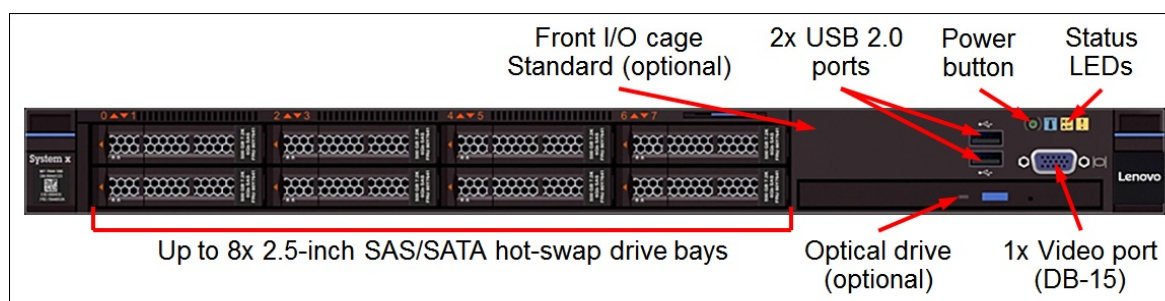 Front I/O cage
Standard (optional)
2x USB 2.0
ports
Power
button
Status
LEDs
0 1
2 3
4 5
6 7
System x
Lenovo
Up to 8x 2.5-inch SAS/SATA hot-swap drive bays
Optical drive
(optional)
1x Video port
(DB-15)